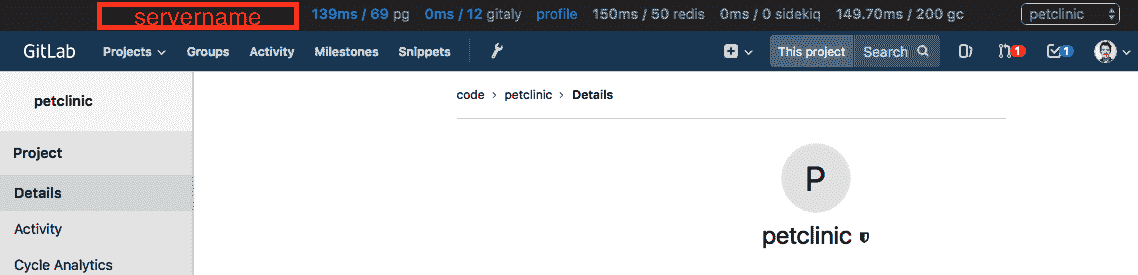 servername 139ms / 69 pg 0ms / 12 gitaly profile 150ms / 50 redis 0ms / 0 sidekiq 149.70ms / 200 gc petclinic
GitLab Projects Groups Activity Milestones Snippets This project Search 1 1
petclinic
code > petclinic > Details
Project
Details
P
Activity
petclinic
Cycle Analytics